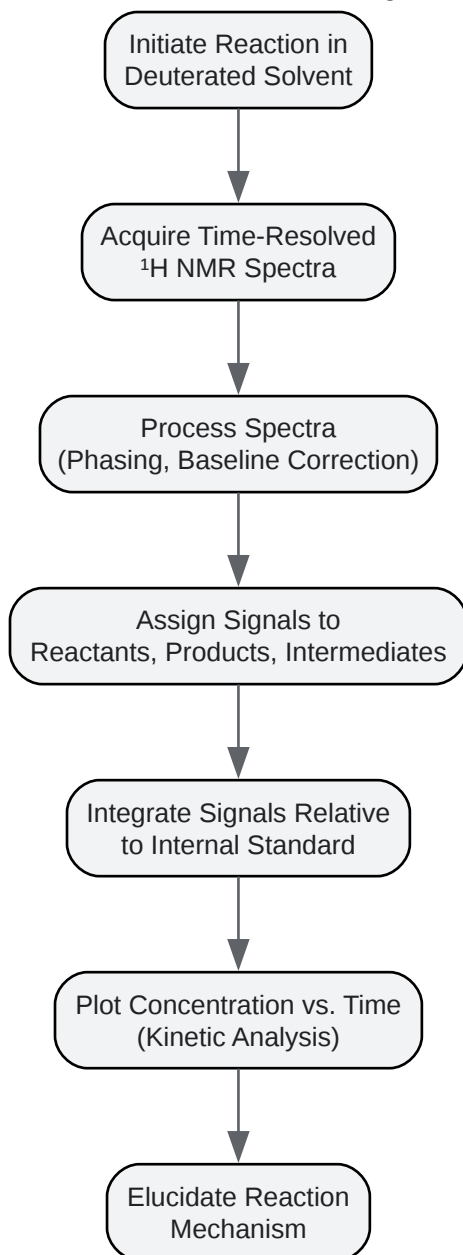 Initiate Reaction in
Deuterated Solvent
Acquire Time-Resolved
¹H NMR Spectra
Process Spectra
(Phasing, Baseline Correction)
Assign Signals to
Reactants, Products, Intermediates
Integrate Signals Relative
to Internal Standard
Plot Concentration vs. Time
(Kinetic Analysis)
Elucidate Reaction
Mechanism